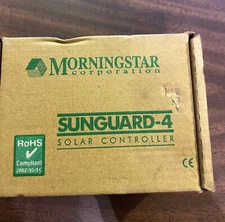 MORNINGSTAR
corporation
SUNGUARD-4
SOLAR CONTROLLER
RoHS
Compliant
2002/95/EC
CE